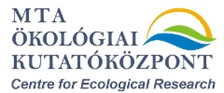 MTA
ÖKOLÓGIAI
KUTATÓKÖZPONT
Centre for Ecological Research